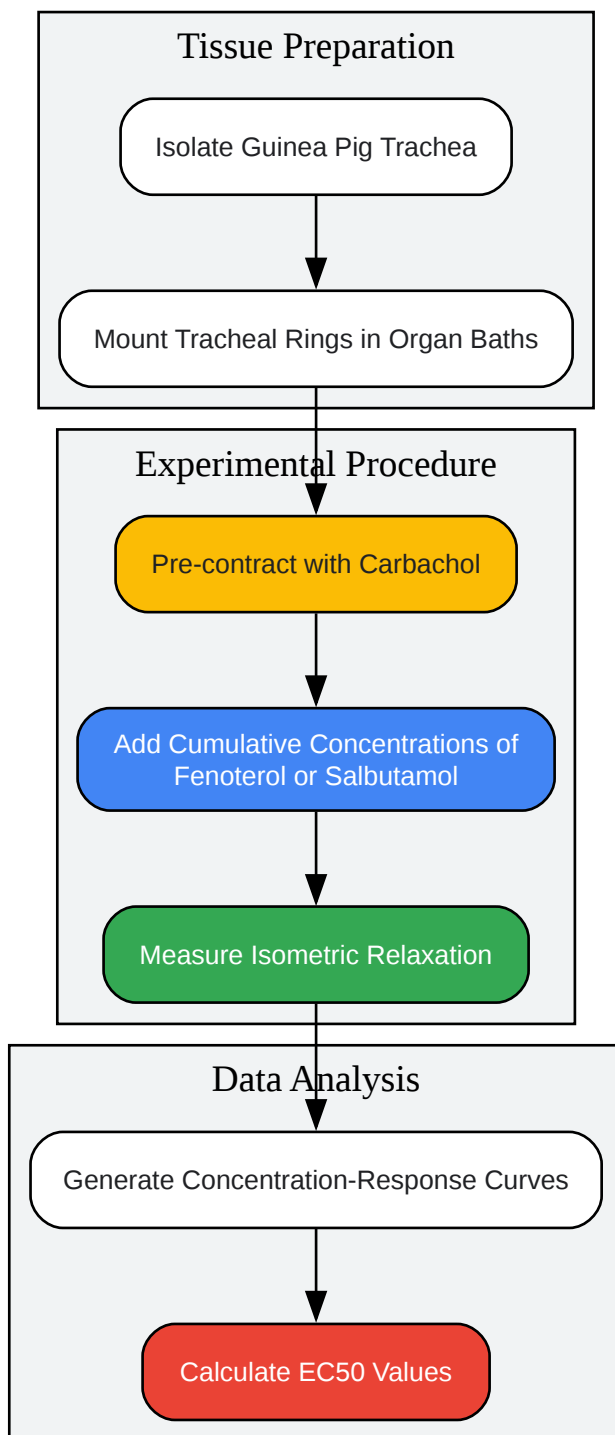 Tissue Preparation
Isolate Guinea Pig Trachea
Mount Tracheal Rings in Organ Baths
Experimental Procedure
Pre-contract with Carbachol
Add Cumulative Concentrations of
Fenoterol or Salbutamol
Measure Isometric Relaxation
Data Analysis
Generate Concentration-Response Curves
Calculate EC50 Values